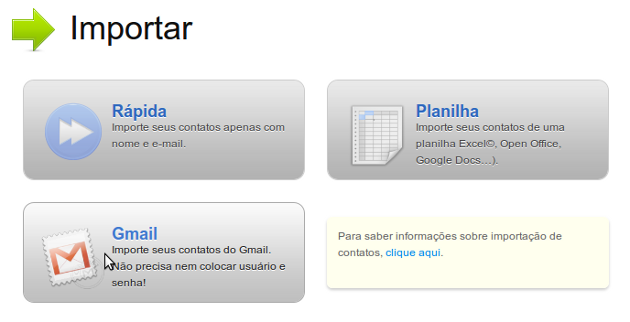 Importar
Rápida
Importe seus contatos apenas com
nome e e-mail.
Planilha
Importe seus contatos de uma
planilha Excel©, Open Office,
Google Docs...).
Gmail
Importe seus contatos do Gmail.
Não precisa nem colocar usuário e
senha!
Para saber informações sobre importação de
contatos, clique aqui.